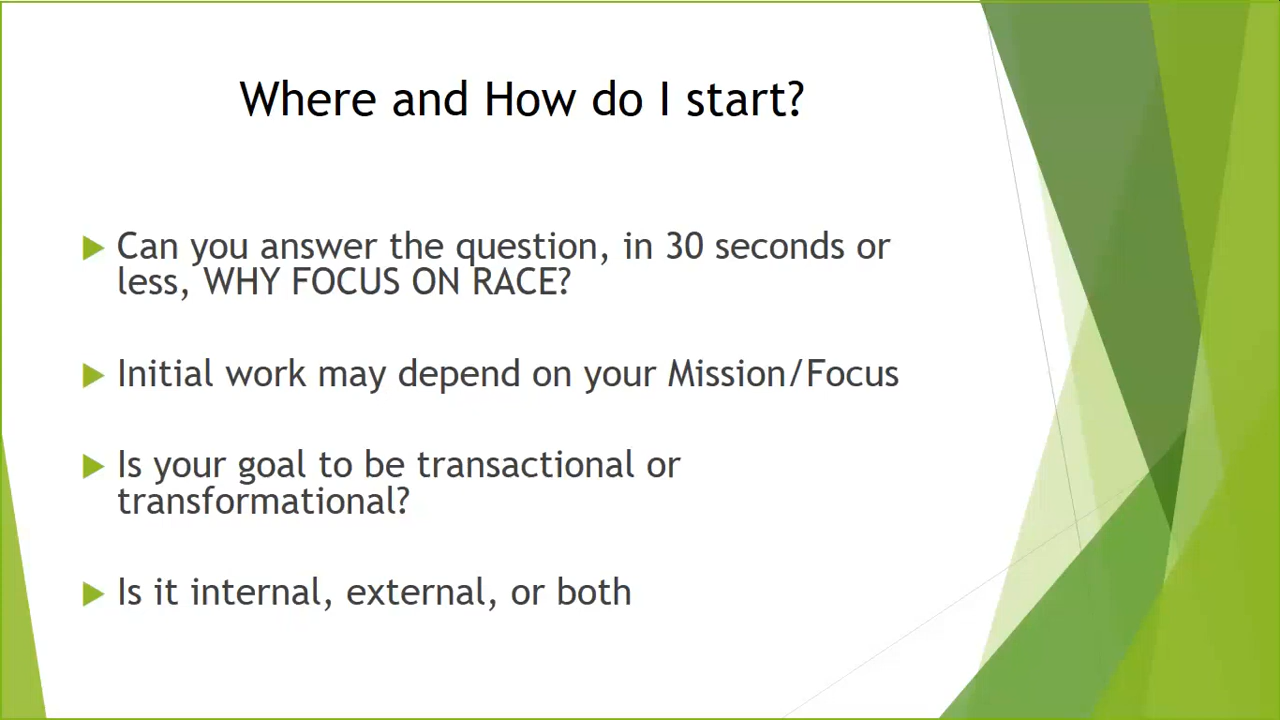 Where and How do I start?
Can you answer the question, in 30 seconds or
less, WHY FOCUS ON RACE?
Initial work may depend on your Mission/Focus
Is your goal to be transactional or
transformational?
Is it internal, external, or both